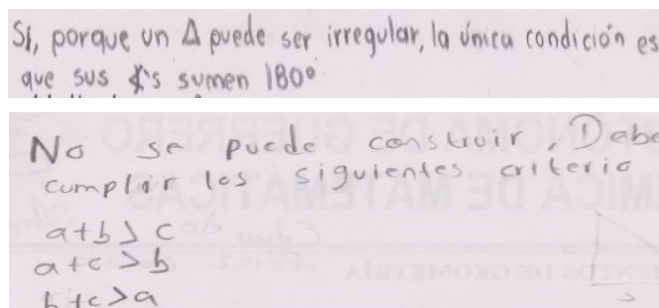 Sí, porque un Δ puede ser irregular, la única condición es
que sus ∡'s sumen 180°
No se puede construir, Debe
cumplir los siguientes criterio
a+b> c
a+c>b
b+c>a